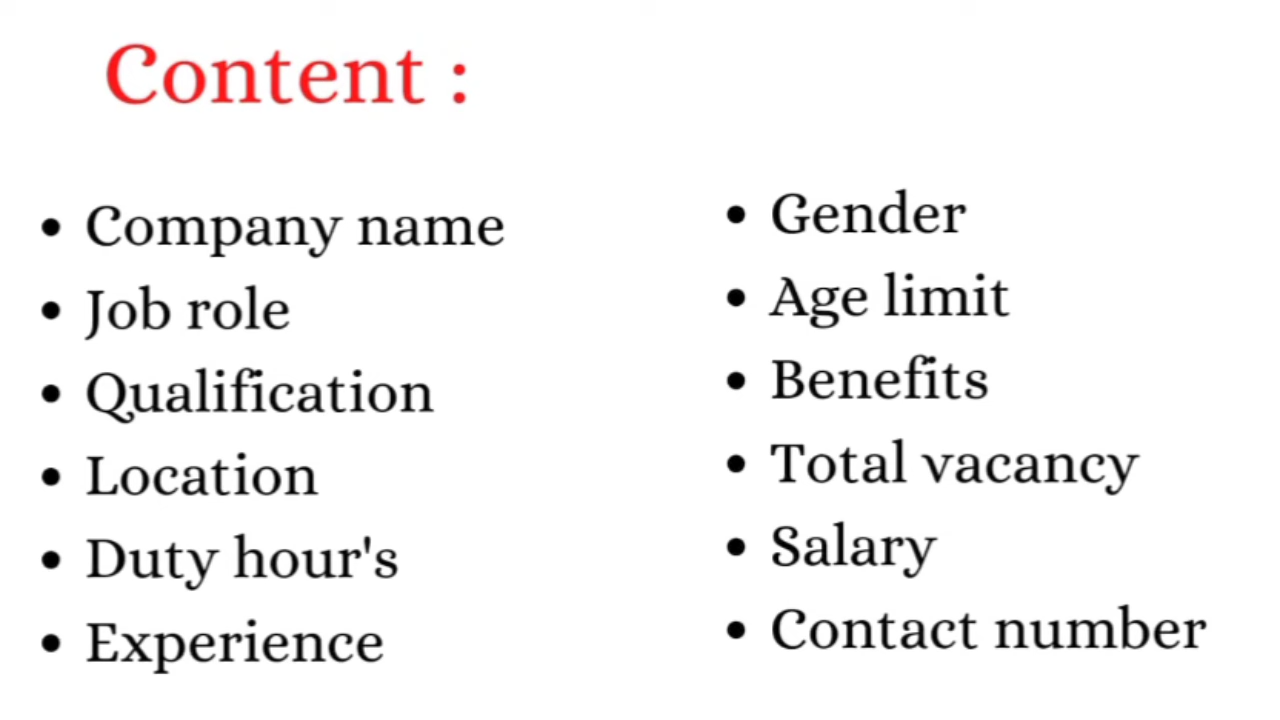 Content :
Company name
Job role
Qualification
Location
Duty hour's
Experience
Gender
Age limit
Benefits
Total vacancy
Salary
Contact number